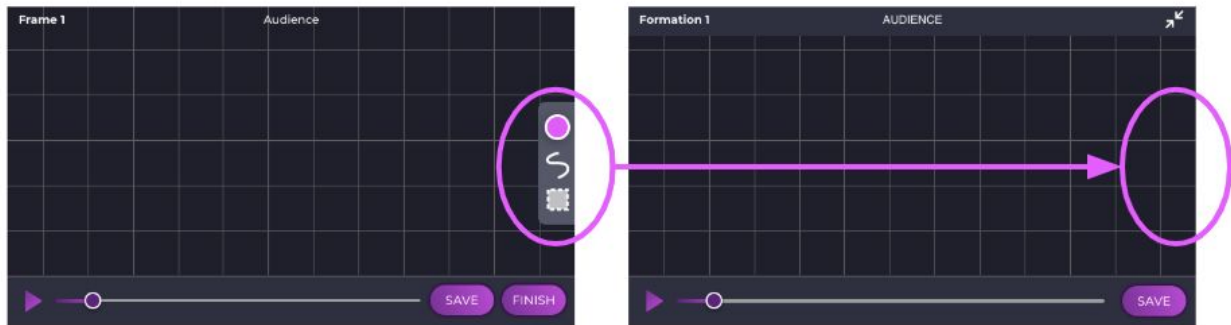 Frame 1
Audience
SAVE
FINISH
Formation 1
AUDIENCE
SAVE